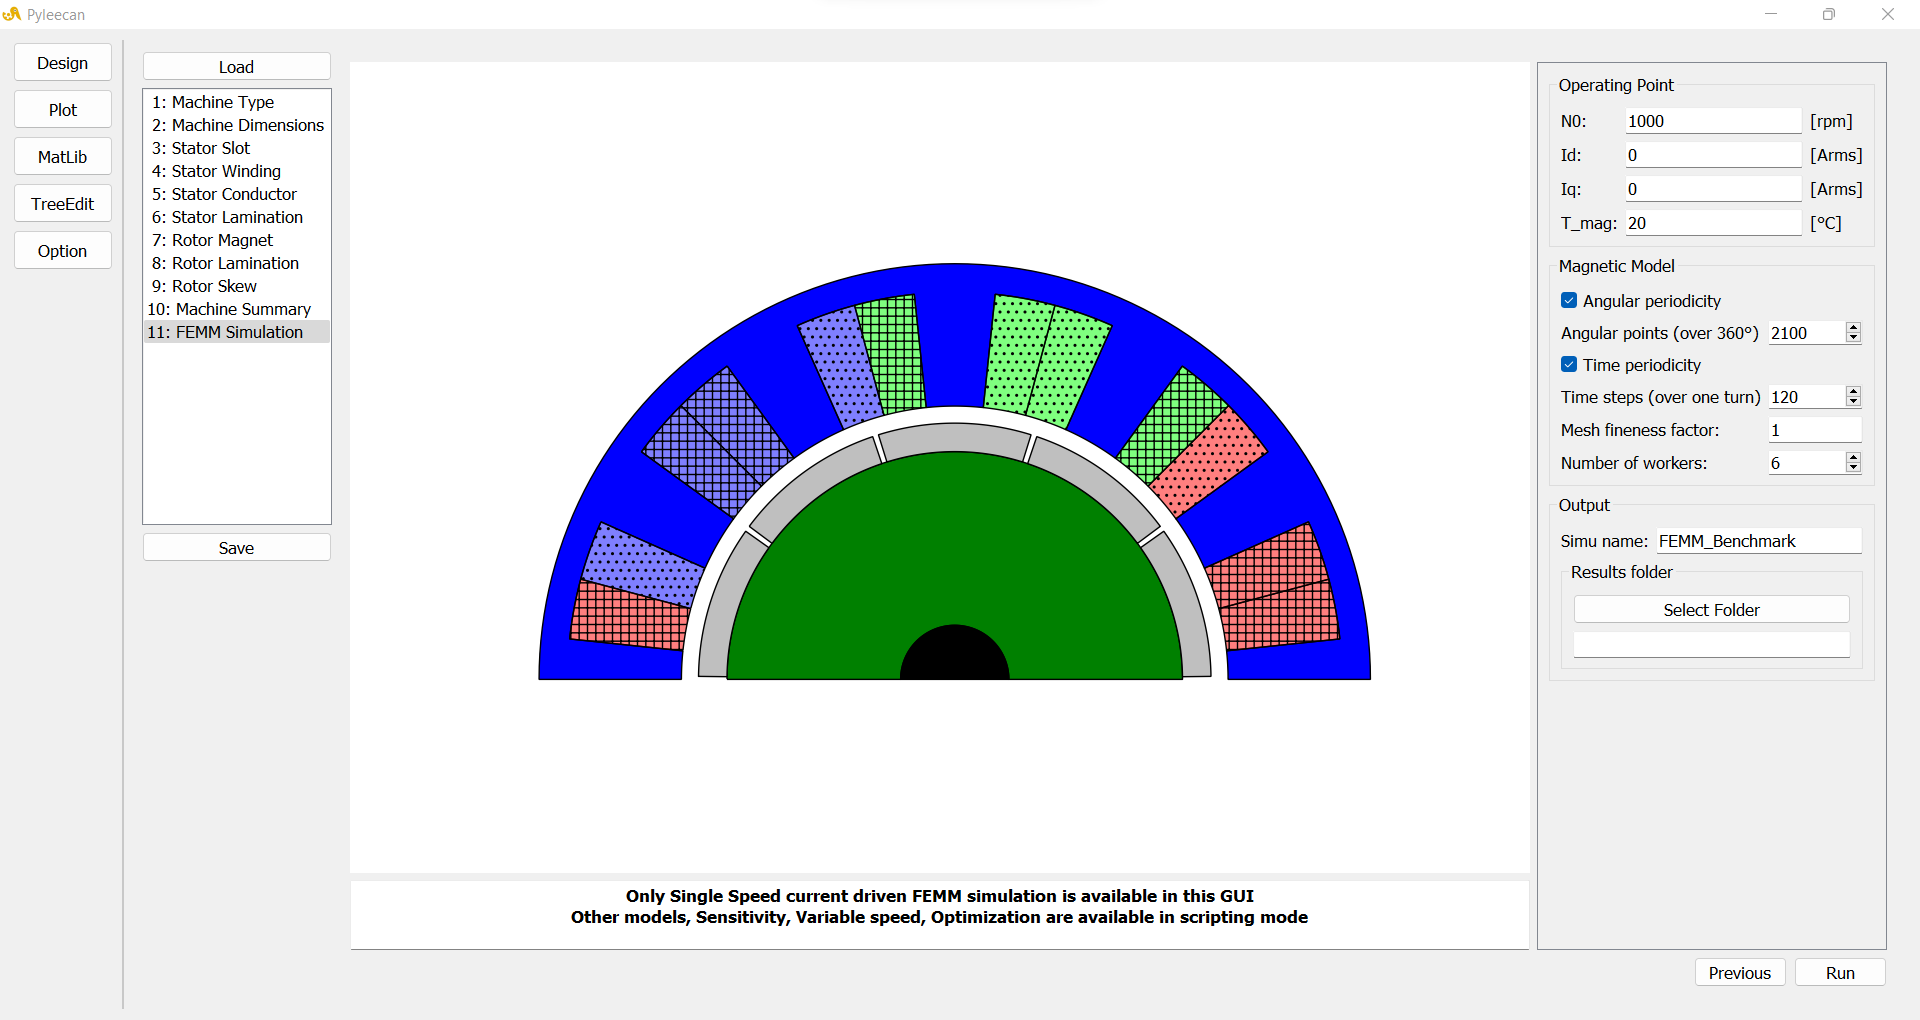 Pyleecan
Design
Plot
MatLib
TreeEdit
Option
Load
1: Machine Type
2: Machine Dimensions
3: Stator Slot
4: Stator Winding
5: Stator Conductor
6: Stator Lamination
7: Rotor Magnet
8: Rotor Lamination
9: Rotor Skew
10: Machine Summary
11: FEMM Simulation
Save
Only Single Speed current driven FEMM simulation is available in this GUI
Other models, Sensitivity, Variable speed, Optimization are available in scripting mode
Operating Point
N0: 1000 [rpm]
Id: 0 [Arms]
Iq: 0 [Arms]
T_mag: 20 [°C]
Magnetic Model
Angular periodicity
Angular points (over 360°) 2100
Time periodicity
Time steps (over one turn) 120
Mesh fineness factor: 1
Number of workers: 6
Output
Simu name: FEMM_Benchmark
Results folder
Select Folder
Previous Run